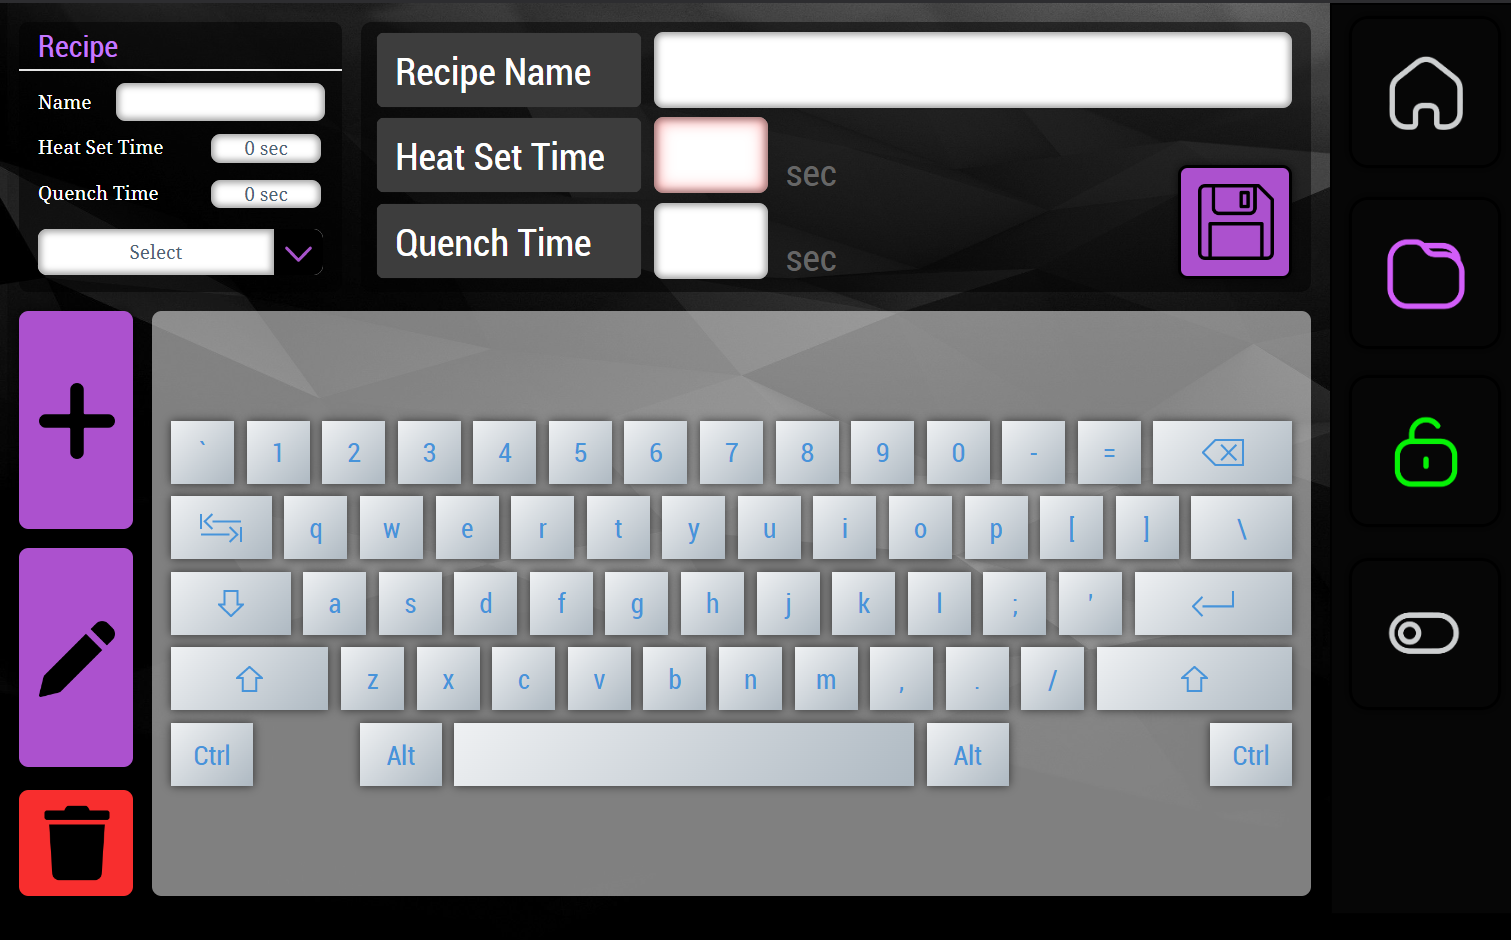 Recipe
Name
Heat Set Time 0 sec
Quench Time 0 sec
Select
Recipe Name
Heat Set Time sec
Quench Time sec
` 1 2 3 4 5 6 7 8 9 0 - =
q w e r t y u i o p [ ] \
a s d f g h j k l ; '
z x c v b n m , . /
Ctrl Alt Alt Ctrl